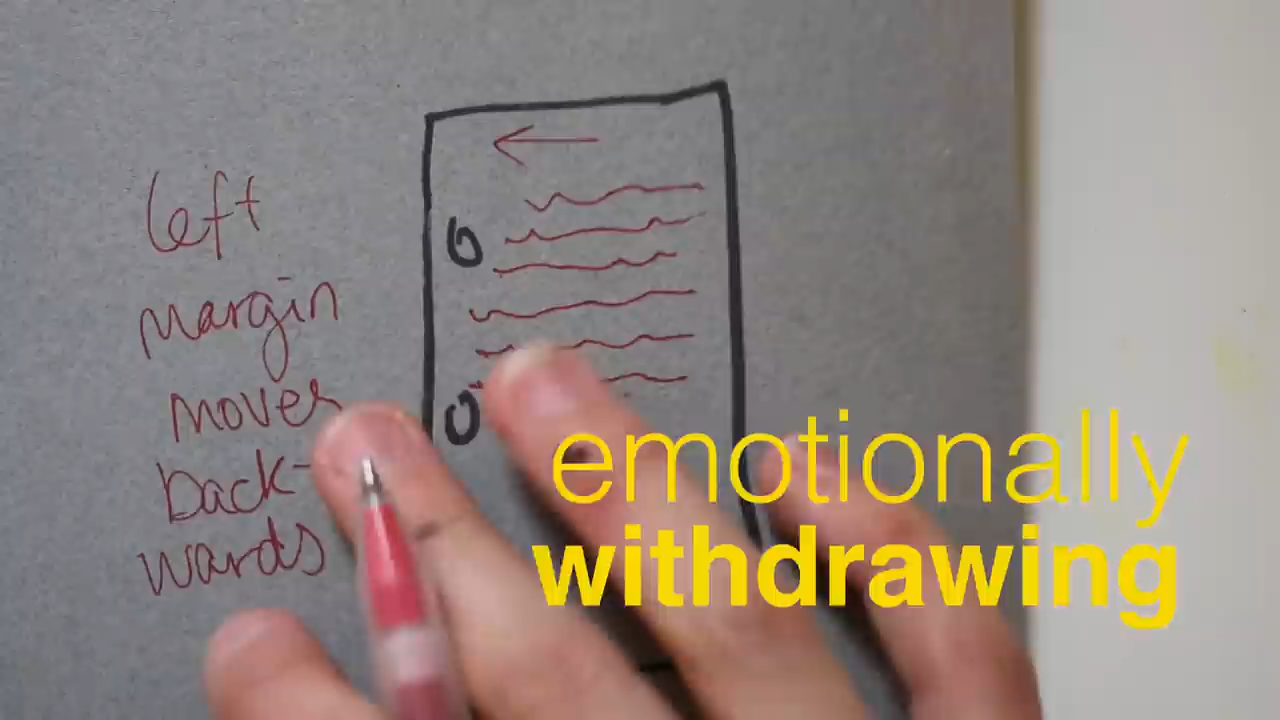 left
margin
moves
back-
wards
emotionally
withdrawing